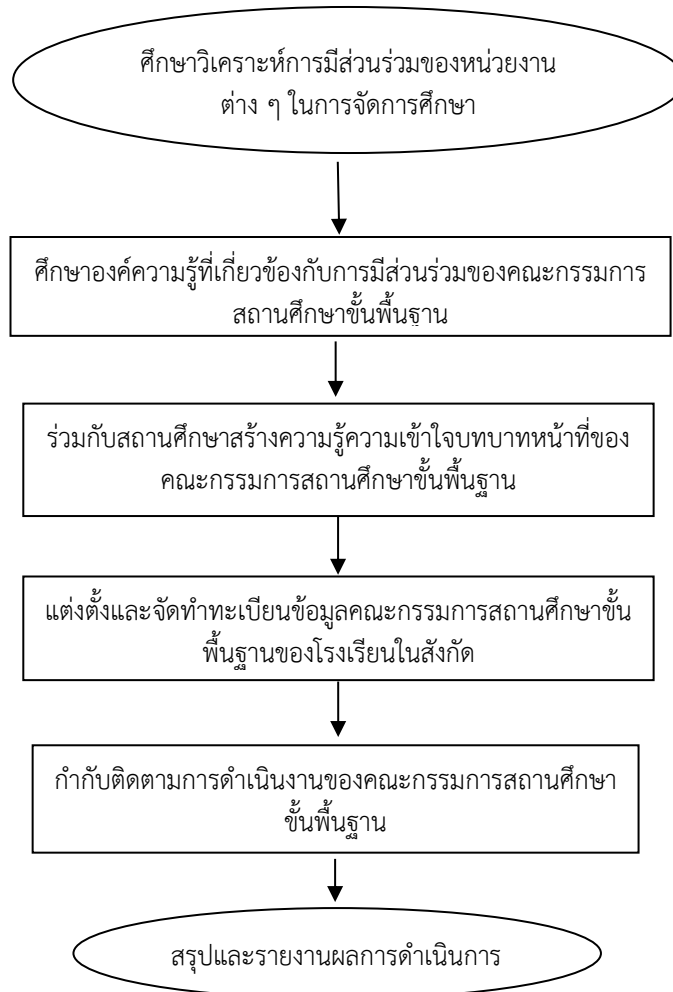 ศึกษาวิเคราะห์การมีส่วนร่วมของหน่วยงาน
ต่าง ๆ ในการจัดการศึกษา
ศึกษาองค์ความรู้ที่เกี่ยวข้องกับการมีส่วนร่วมของคณะกรรมการ
สถานศึกษาขั้นพื้นฐาน
ร่วมกับสถานศึกษาสร้างความรู้ความเข้าใจบทบาทหน้าที่ของ
คณะกรรมการสถานศึกษาขั้นพื้นฐาน
แต่งตั้งและจัดทำทะเบียนข้อมูลคณะกรรมการสถานศึกษาขั้น
พื้นฐานของโรงเรียนในสังกัด
กำกับติดตามการดำเนินงานของคณะกรรมการสถานศึกษา
ขั้นพื้นฐาน
สรุปและรายงานผลการดำเนินการ